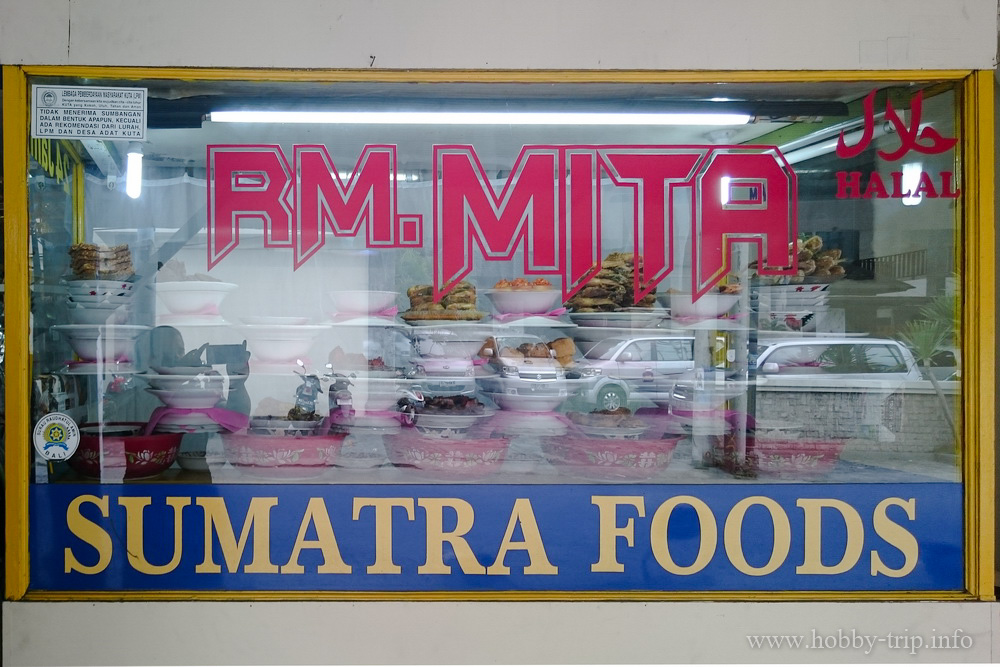 LEMBAGA PEMBERDAYAAN MASYARAKAT KUTA (LPM)
TIDAK MENERIMA SUMBANGAN
DALAM BENTUK APAPUN, KECUALI
ADA REKOMENDASI DARI LURAH,
LPM DAN DESA ADAT KUTA
حلال
HALAL
RM. MITA
BALI
SUMATRA FOODS
www.hobby-trip.info